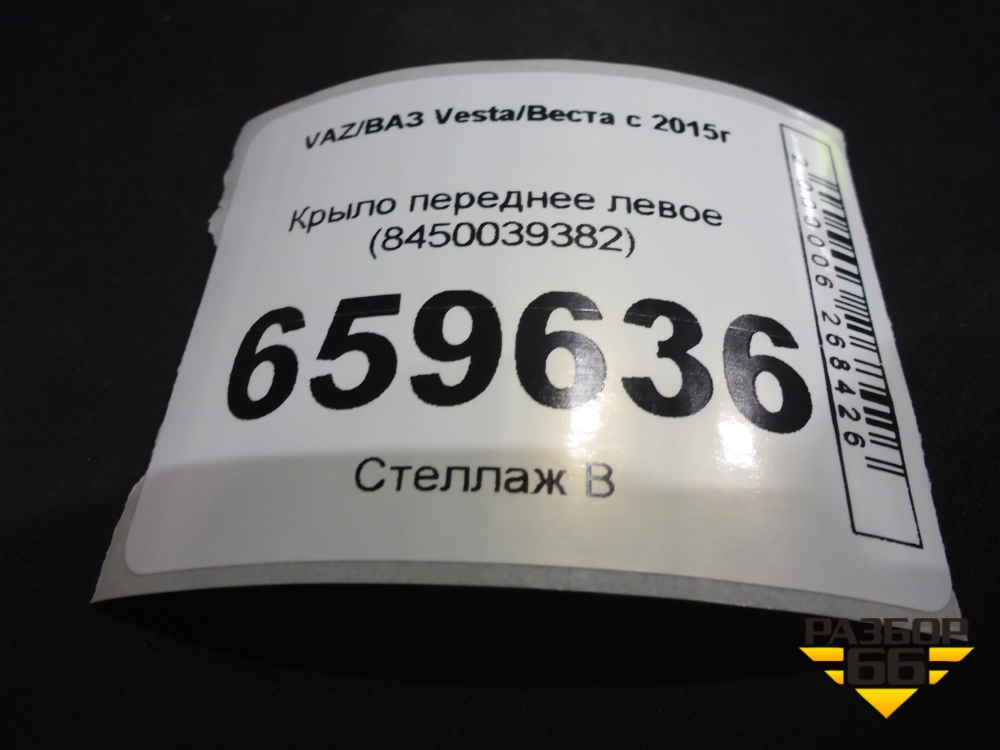 VAZ/ВАЗ Vesta/Веста с 2015г
Крыло переднее левое
(8450039382)
659636
Стеллаж В
2000006268426
РАЗБОР
66